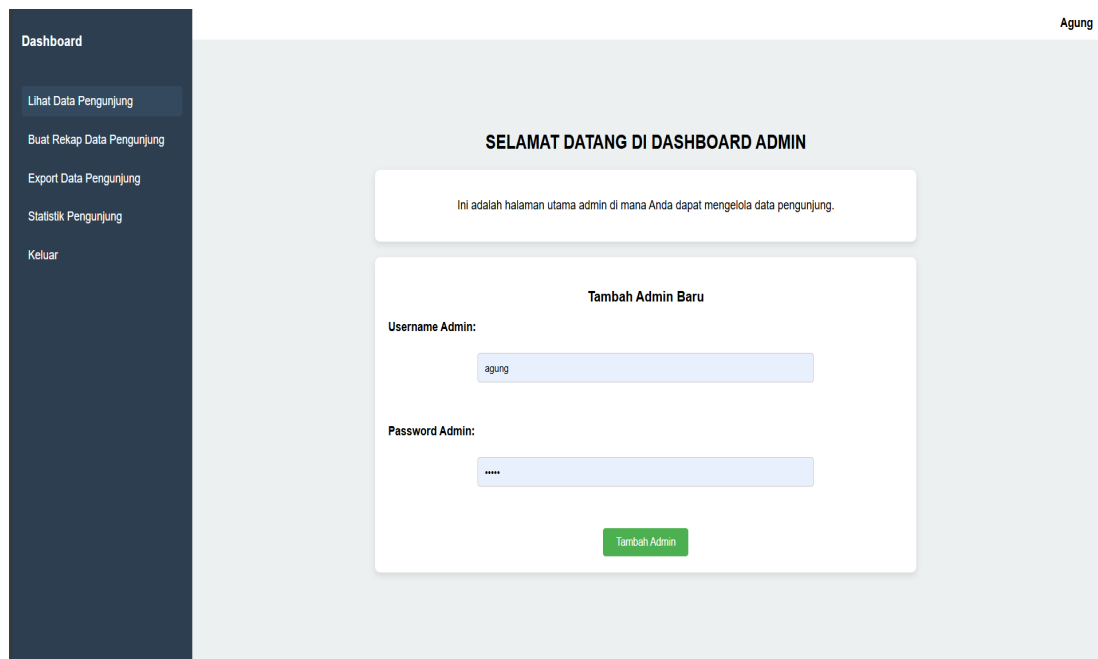 Agung
Dashboard
Lihat Data Pengunjung
Buat Rekap Data Pengunjung
Export Data Pengunjung
Statistik Pengunjung
Keluar
SELAMAT DATANG DI DASHBOARD ADMIN
Ini adalah halaman utama admin di mana Anda dapat mengelola data pengunjung.
Tambah Admin Baru
Username Admin:
agung
Password Admin:
•••••
Tambah Admin